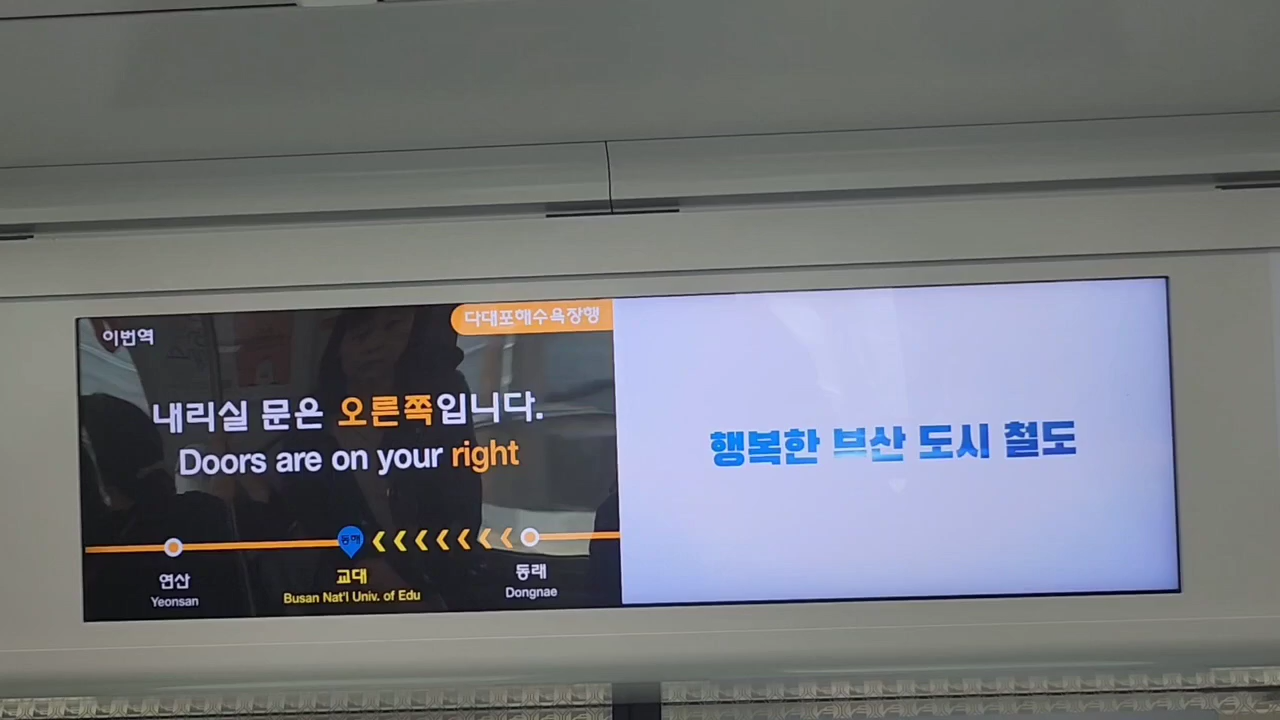 이번역
다대포해수욕장행
내리실 문은 오른쪽입니다.
Doors are on your right
동해
연산
Yeonsan
교대
Busan Nat'l Univ. of Edu
동래
Dongnae
행복한 부산 도시 철도